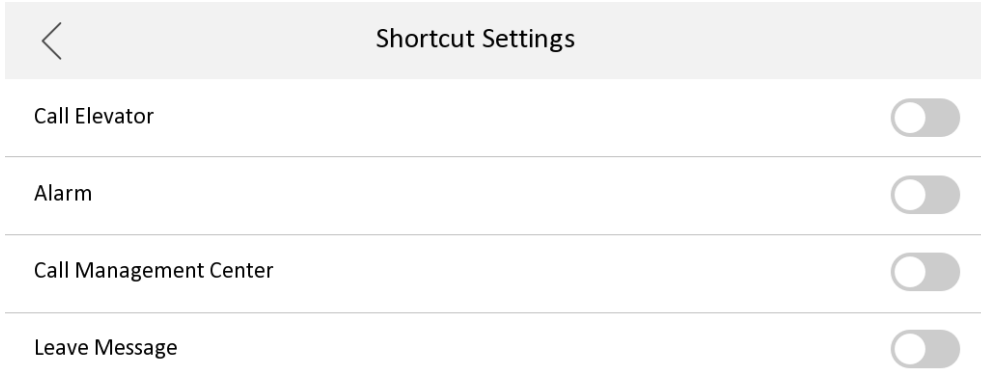 Shortcut Settings
Call Elevator
Alarm
Call Management Center
Leave Message